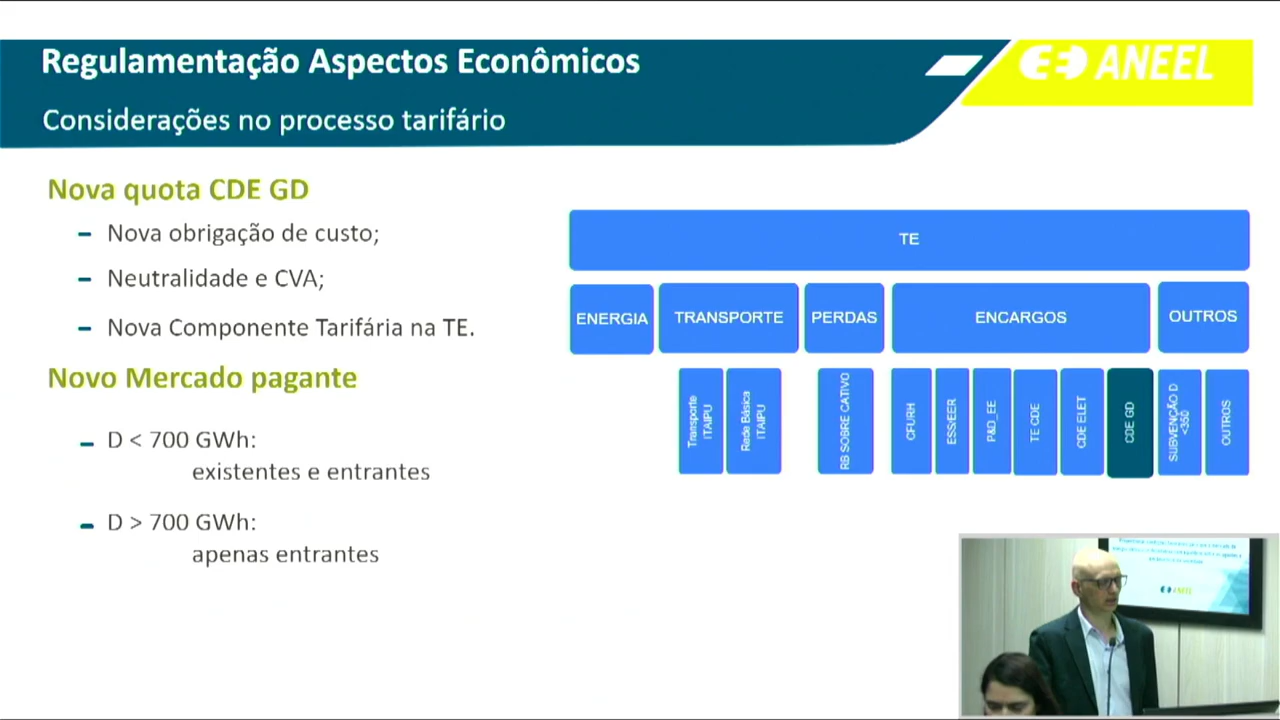 Regulamentação Aspectos Econômicos
ANEEL
Considerações no processo tarifário
Nova quota CDE GD
– Nova obrigação de custo;
– Neutralidade e CVA;
– Nova Componente Tarifária na TE.
Novo Mercado pagante
– D < 700 GWh:
existentes e entrantes
– D > 700 GWh:
apenas entrantes
TE
ENERGIA
TRANSPORTE
PERDAS
ENCARGOS
OUTROS
Transporte
ITAIPU
Rede Básica
ITAIPU
RB SOBRE CATIVO
CFURH
ESS/EER
P&D_EE
TE CDE
CDE ELET
CDE GD
SUBVENÇÃO D
<350
OUTROS